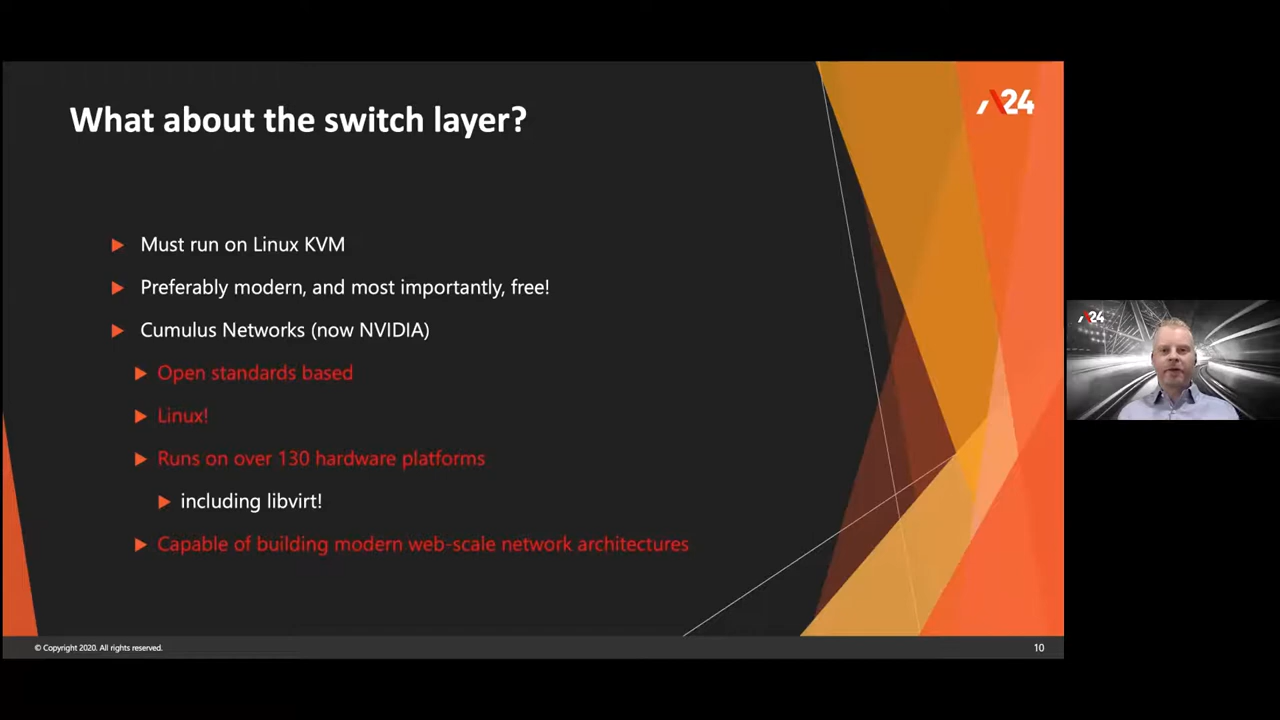 What about the switch layer?
Λ24
Must run on Linux KVM
Preferably modern, and most importantly, free!
Cumulus Networks (now NVIDIA)
Open standards based
Linux!
Runs on over 130 hardware platforms
including libvirt!
Capable of building modern web-scale network architectures
© Copyright 2020. All rights reserved.
10
Λ24